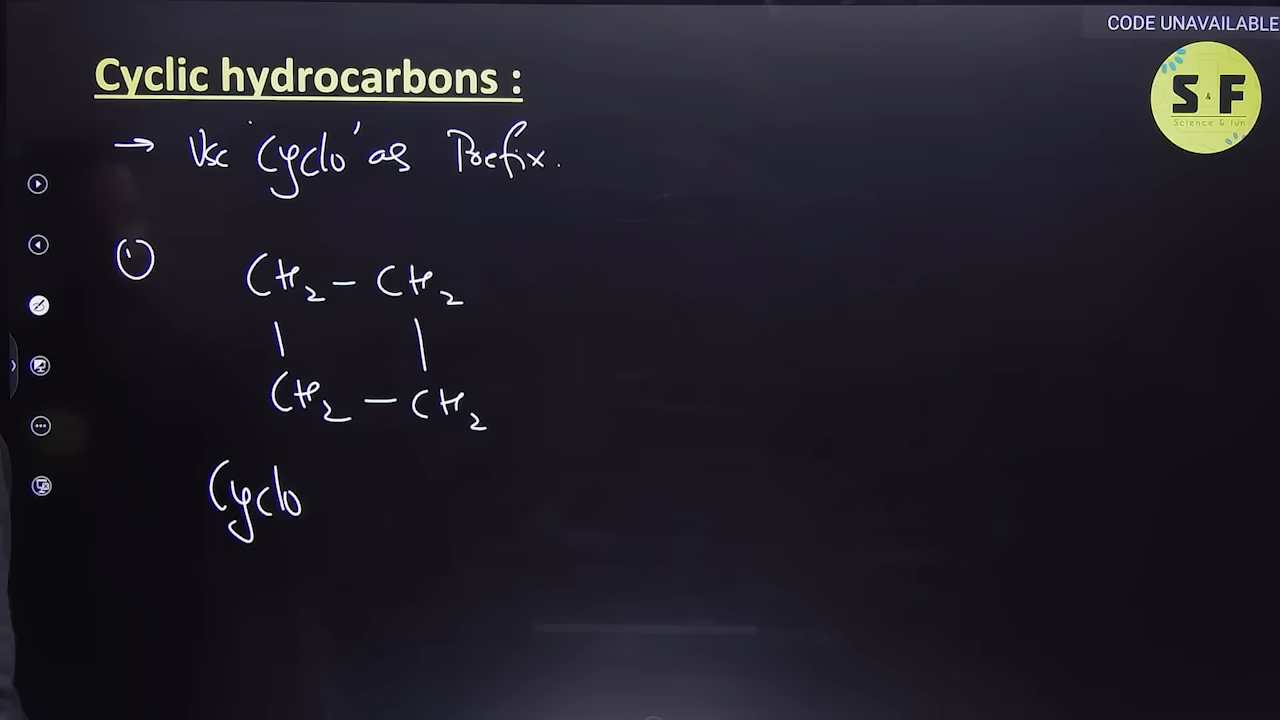 CODE UNAVAILABLE
S & F
Science & fun
Cyclic hydrocarbons :
→ Use 'Cyclo' as Prefix.
①
CH₂ – CH₂
| |
CH₂ – CH₂
Cyclo